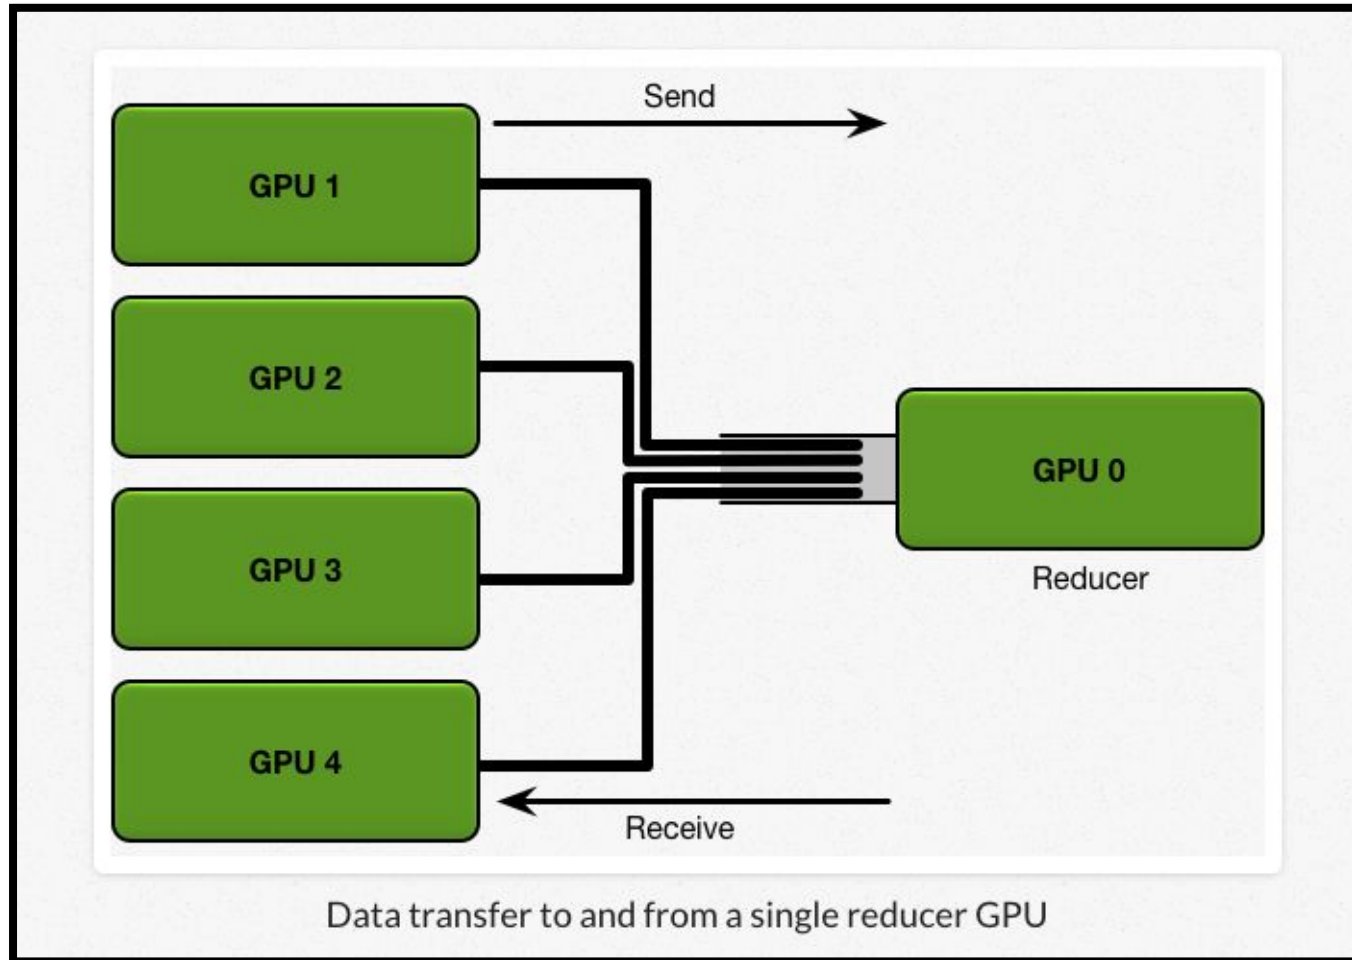 Send
GPU 1
GPU 2
GPU 3
GPU 4
GPU 0
Reducer
Receive
Data transfer to and from a single reducer GPU